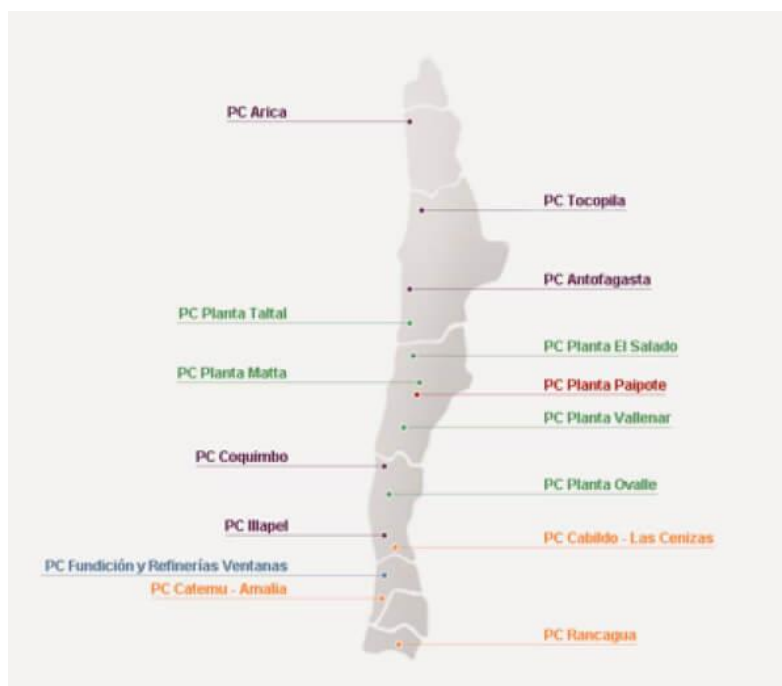 PC Arica
PC Tocopila
PC Antofagasta
PC Planta Taltal
PC Planta El Salado
PC Planta Matta
PC Planta Paipote
PC Planta Vallenar
PC Coquimbo
PC Planta Ovalle
PC Illapel
PC Cabildo - Las Cenizas
PC Fundición y Refinerías Ventanas
PC Catemu - Amalia
PC Rancagua